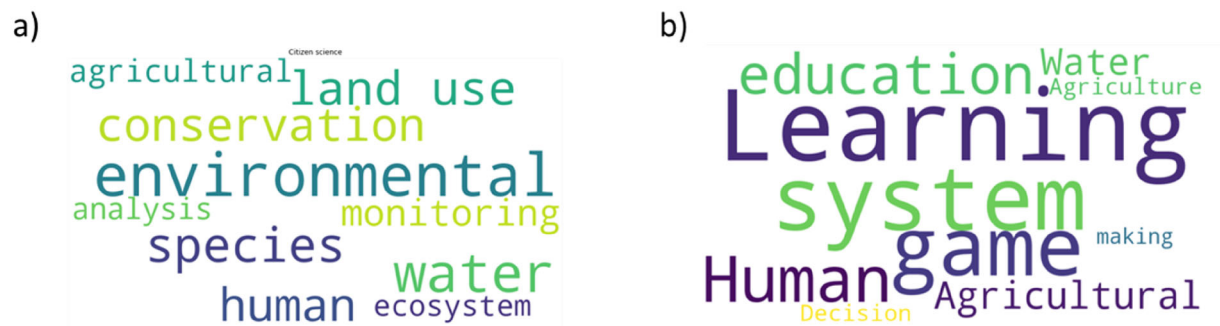 a)
Citizen science
agricultural
land use
conservation
environmental
analysis
monitoring
species
water
human
ecosystem
b)
education
Water
Agriculture
Learning
system
game
making
Human
Agricultural
Decision